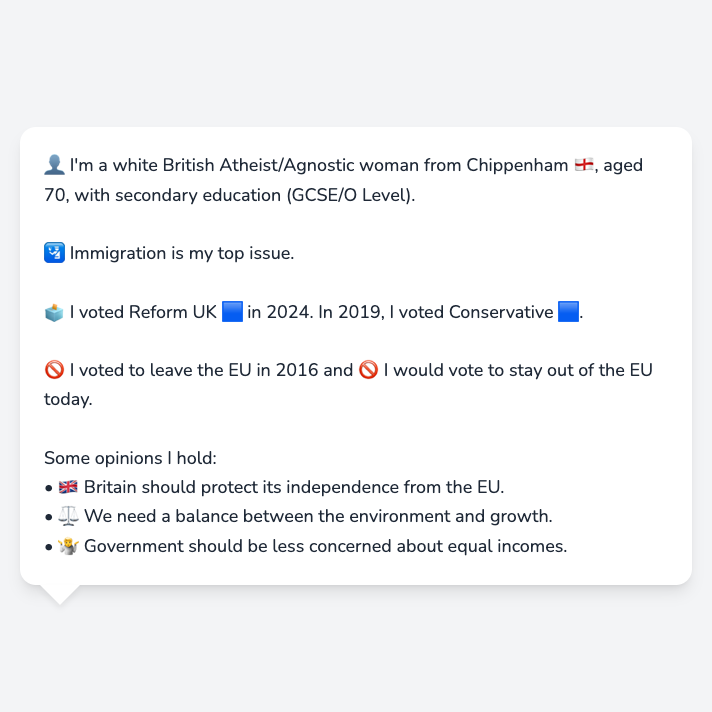 👤 I'm a white British Atheist/Agnostic woman from Chippenham 🏴󠁧󠁢󠁥󠁮󠁧󠁿, aged
70, with secondary education (GCSE/O Level).
🛂 Immigration is my top issue.
🗳️ I voted Reform UK 🟦 in 2024. In 2019, I voted Conservative 🟦.
🚫 I voted to leave the EU in 2016 and 🚫 I would vote to stay out of the EU
today.
Some opinions I hold:
• 🇬🇧 Britain should protect its independence from the EU.
• ⚖️ We need a balance between the environment and growth.
• 🤷 Government should be less concerned about equal incomes.